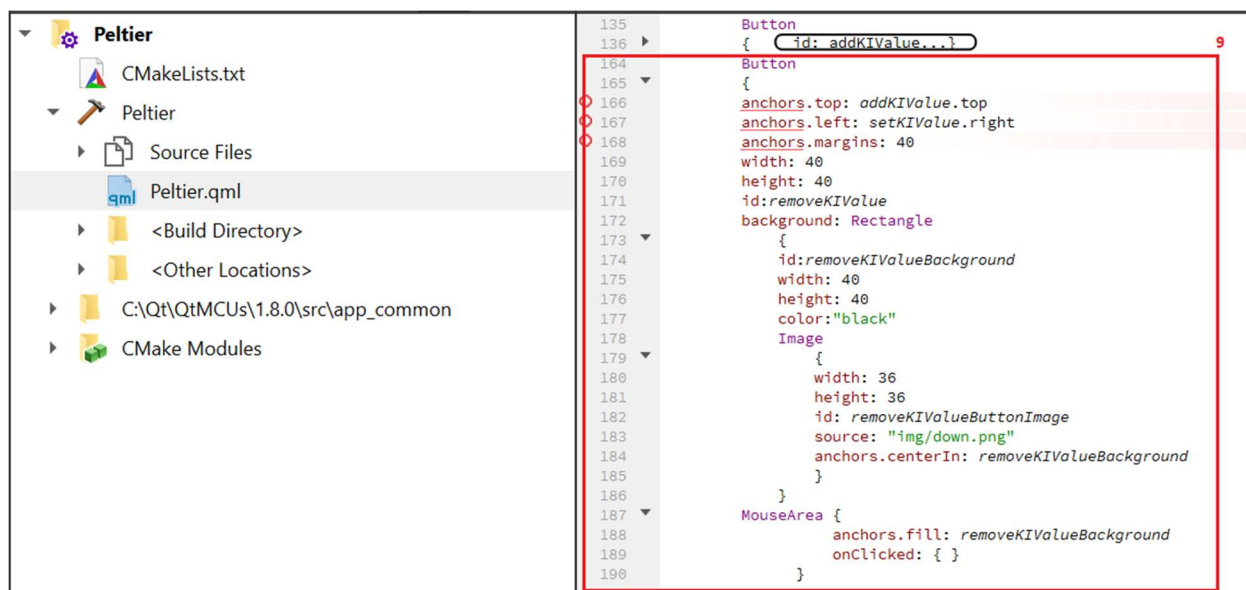 Peltier
CMakeLists.txt
Peltier
Source Files
Peltier.qml
<Build Directory>
<Other Locations>
C:\Qt\QtMCUs\1.8.0\src\app_common
CMake Modules
135 Button
136 { id: addKIValue...}
9
164 Button
165 {
166 anchors.top: addKIValue.top
167 anchors.left: setKIValue.right
168 anchors.margins: 40
169 width: 40
170 height: 40
171 id:removeKIValue
172 background: Rectangle
173 {
174 id:removeKIValueBackground
175 width: 40
176 height: 40
177 color:"black"
178 Image
179 {
180 width: 36
181 height: 36
182 id: removeKIValueButtonImage
183 source: "img/down.png"
184 anchors.centerIn: removeKIValueBackground
185 }
186 }
187 MouseArea {
188 anchors.fill: removeKIValueBackground
189 onClicked: { }
190 }